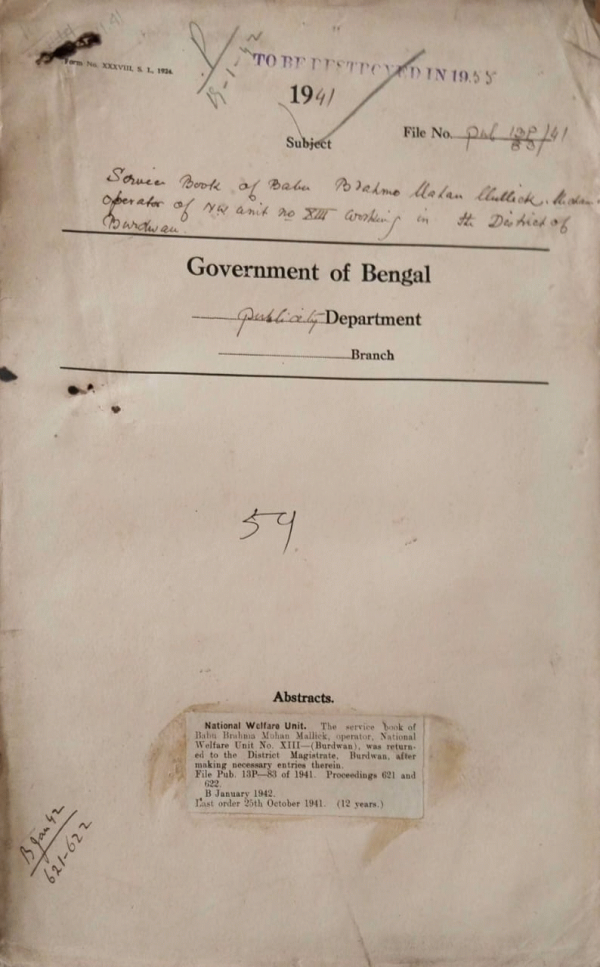 Form No. XXXVIII, S. I., 1934.
19-1-42
TO BE DESTROYED IN 1955
1941
Subject
File No. Pub 13P/41
83
Service Book of Babu Brahmo Mohan Mullick,
operator of NW unit no XIII working in the District of
Burdwan.
Government of Bengal
Publicity Department
Branch
54
Abstracts.
National Welfare Unit. The service book of
Babu Brahma Mohan Mallick, operator, National
Welfare Unit No. XIII—(Burdwan), was return-
ed to the District Magistrate, Burdwan, after
making necessary entries therein.
File Pub. 13P—83 of 1941. Proceedings 621 and
622.
B January 1942.
Last order 25th October 1941. (12 years.)
B Jan 42
621-622